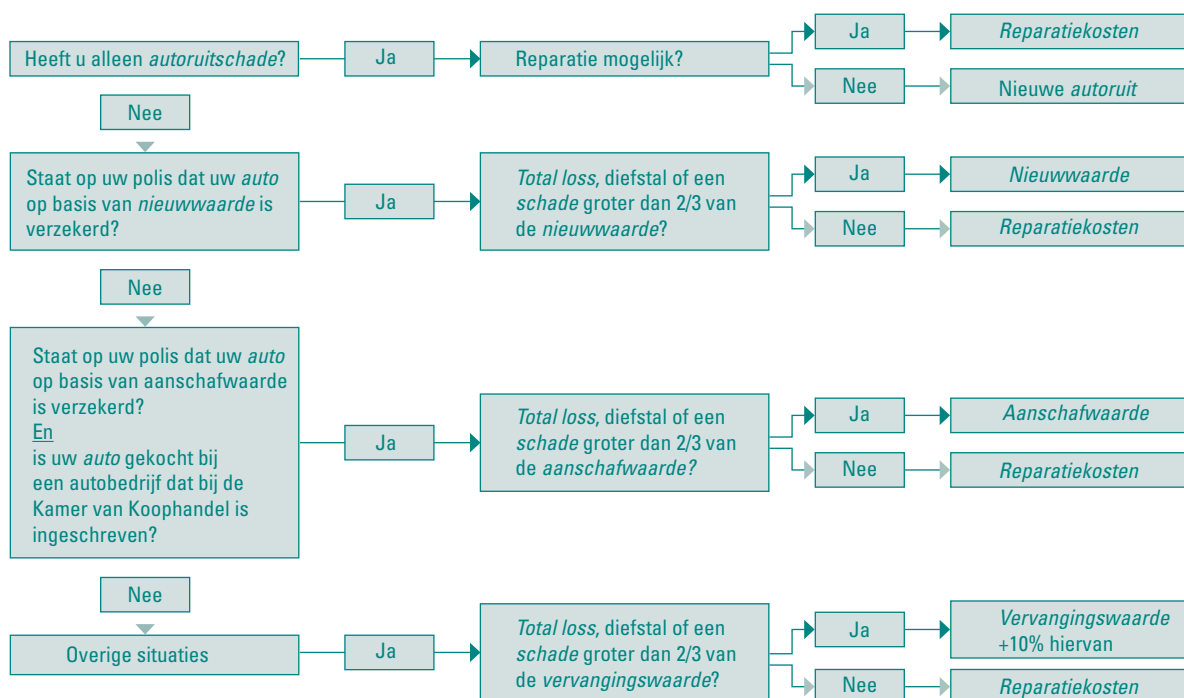 Heeft u alleen autoruitschade?
Ja
Reparatie mogelijk?
Ja
Reparatiekosten
Nee
Nieuwe autoruit
Nee
Staat op uw polis dat uw auto
op basis van nieuwwaarde is
verzekerd?
Ja
Total loss, diefstal of een
schade groter dan 2/3 van
de nieuwwaarde?
Ja
Nieuwwaarde
Nee
Reparatiekosten
Nee
Staat op uw polis dat uw auto
op basis van aanschafwaarde
is verzekerd?
En
is uw auto gekocht bij
een autobedrijf dat bij de
Kamer van Koophandel is
ingeschreven?
Ja
Total loss, diefstal of een
schade groter dan 2/3 van
de aanschafwaarde?
Ja
Aanschafwaarde
Nee
Reparatiekosten
Nee
Overige situaties
Ja
Total loss, diefstal of een
schade groter dan 2/3 van
de vervangingswaarde?
Ja
Vervangingswaarde
+10% hiervan
Nee
Reparatiekosten